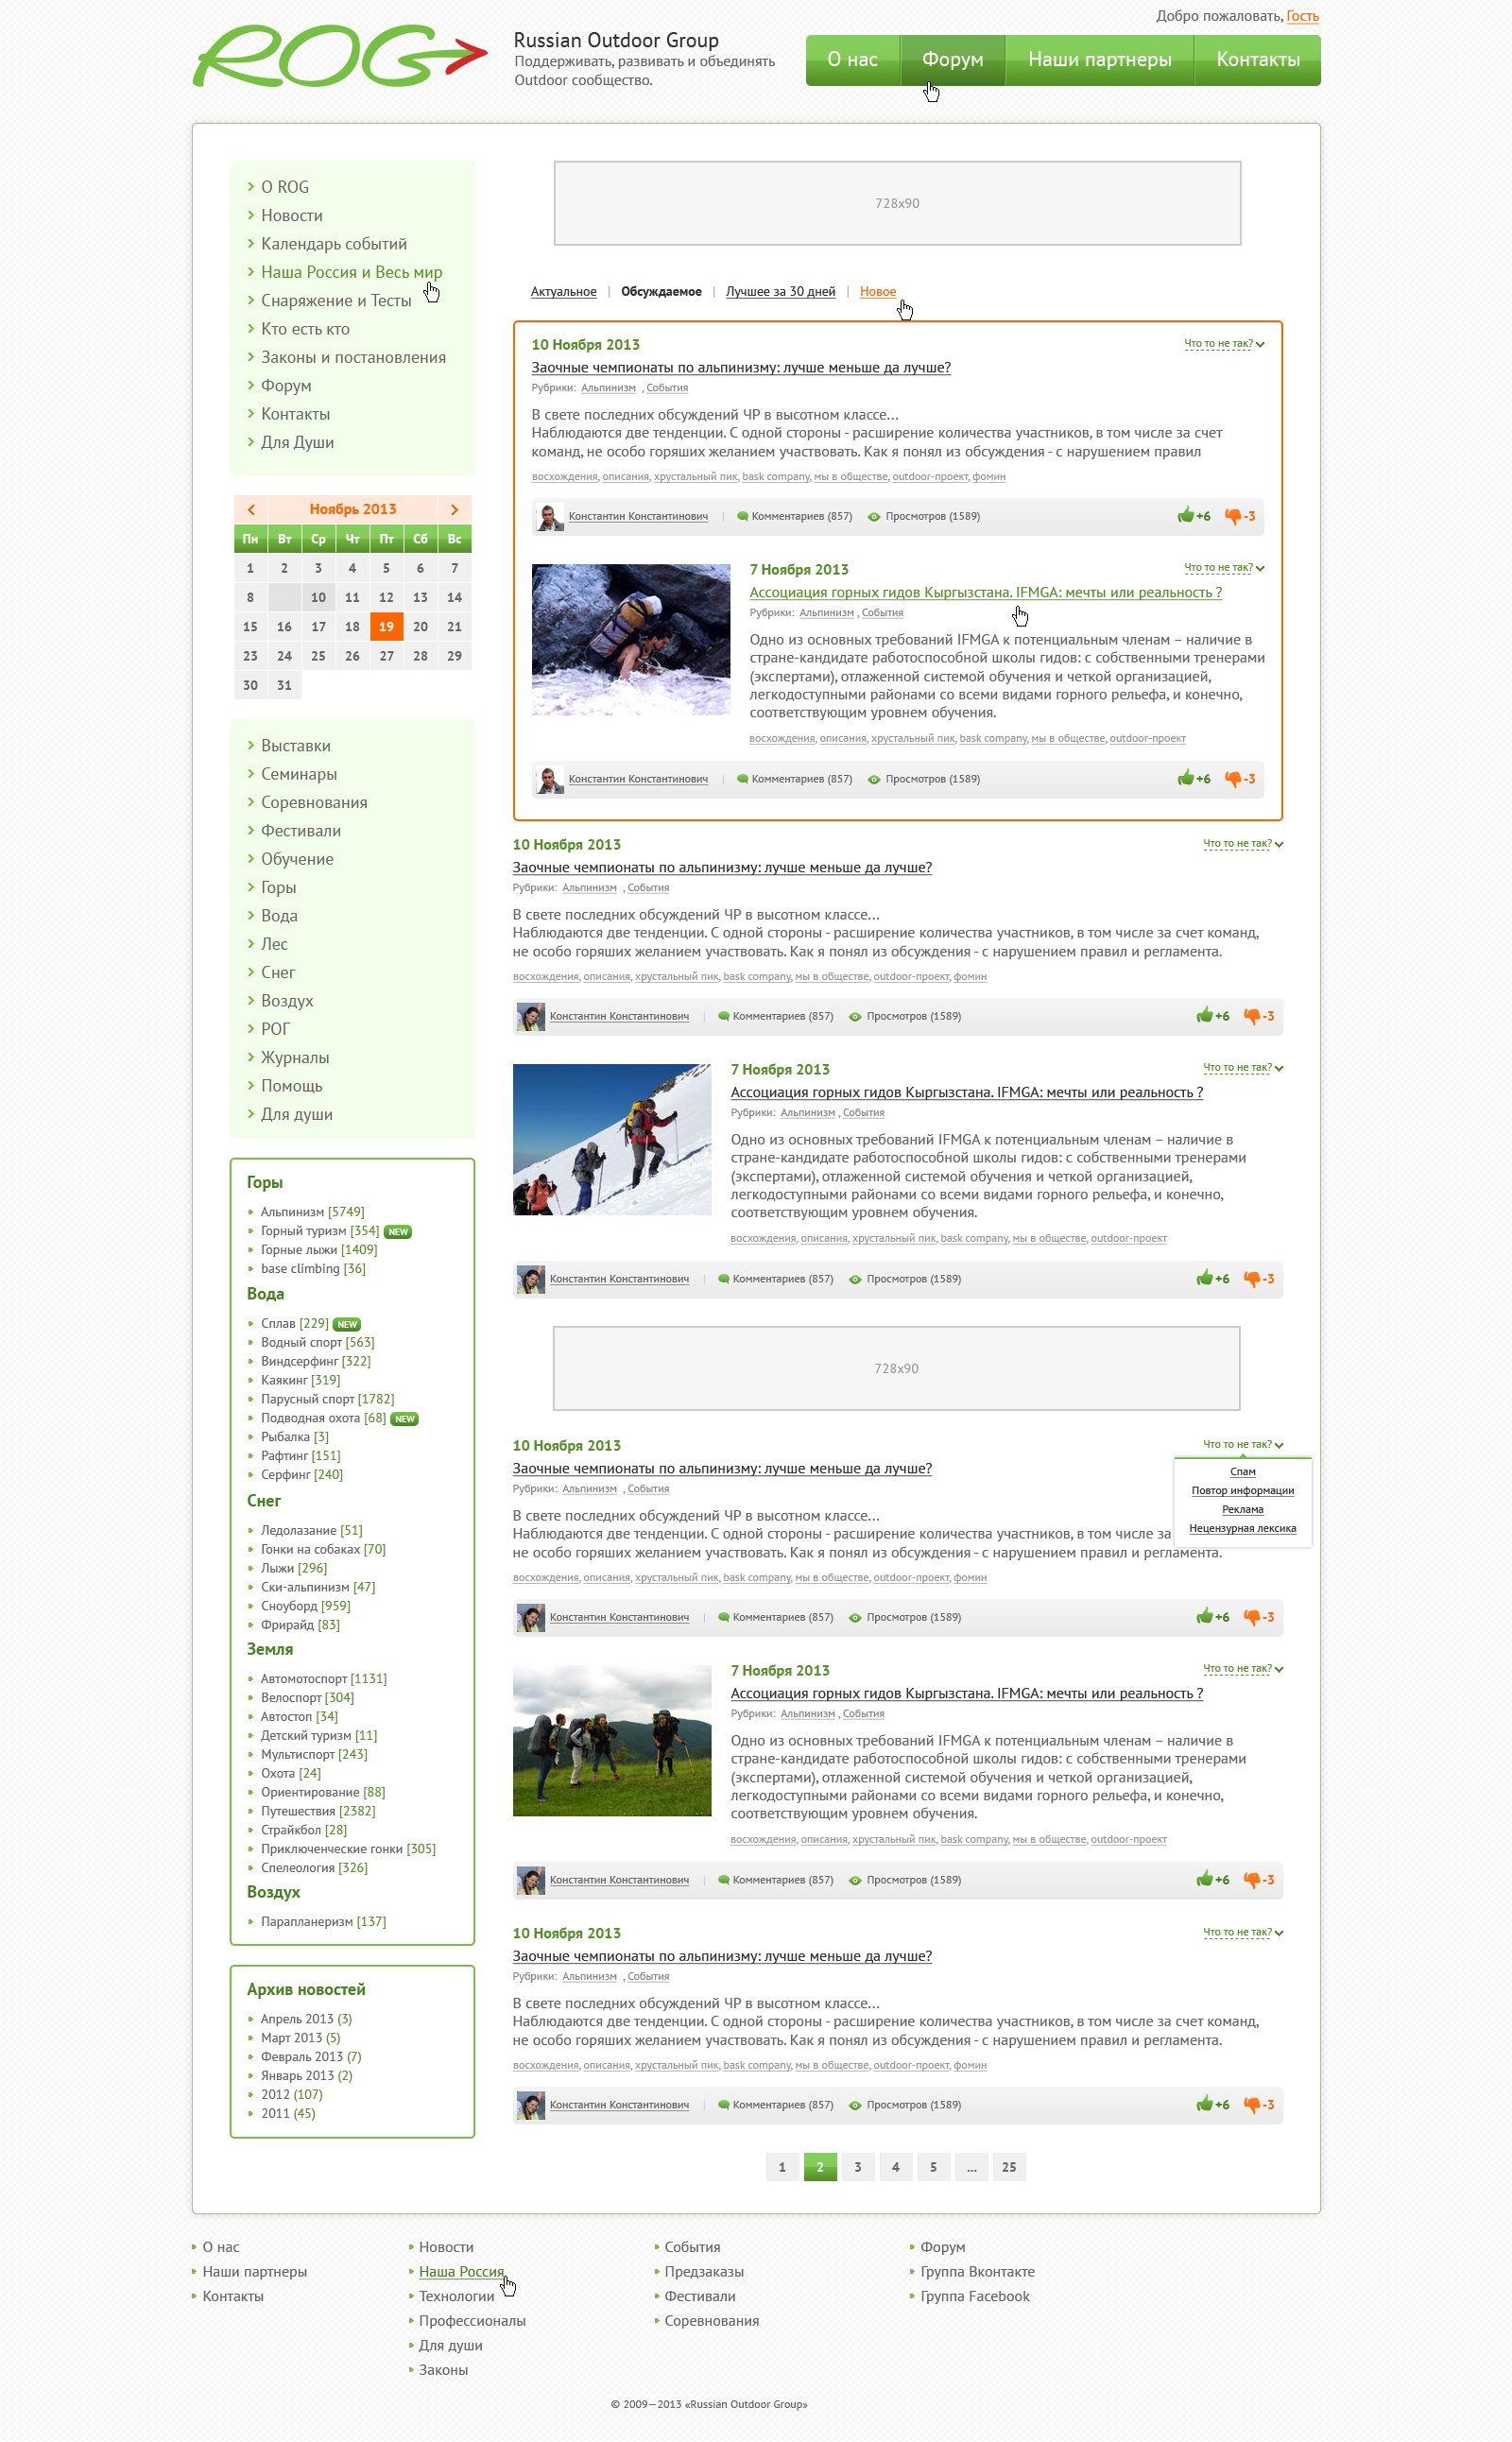 Добро пожаловать, Гость
ROG
Russian Outdoor Group
Поддерживать, развивать и объединять
Outdoor сообщество.
О нас
Форум
Наши партнеры
Контакты
О ROG
Новости
Календарь событий
Наша Россия и Весь мир
Снаряжение и Тесты
Кто есть кто
Законы и постановления
Форум
Контакты
Для Души
Ноябрь 2013
Пн Вт Ср Чт Пт Сб Вс
1 2 3 4 5 6 7
8 10 11 12 13 14
15 16 17 18 19 20 21
23 24 25 26 27 28 29
30 31
Выставки
Семинары
Соревнования
Фестивали
Обучение
Горы
Вода
Лес
Снег
Воздух
РОГ
Журналы
Помощь
Для души
Горы
Альпинизм [5749]
Горный туризм [354] NEW
Горные лыжи [1409]
base climbing [36]
Вода
Сплав [229] NEW
Водный спорт [563]
Виндсерфинг [322]
Каякинг [319]
Парусный спорт [1782]
Подводная охота [68] NEW
Рыбалка [3]
Рафтинг [151]
Серфинг [240]
Снег
Ледолазание [51]
Гонки на собаках [70]
Лыжи [296]
Ски-альпинизм [47]
Сноуборд [959]
Фрирайд [83]
Земля
Автомотоспорт [1131]
Велоспорт [304]
Автостоп [34]
Детский туризм [11]
Мультиспорт [243]
Охота [24]
Ориентирование [88]
Путешествия [2382]
Страйкбол [28]
Приключенческие гонки [305]
Спелеология [326]
Воздух
Парапланеризм [137]
Архив новостей
Апрель 2013 (3)
Март 2013 (5)
Февраль 2013 (7)
Январь 2013 (2)
2012 (107)
2011 (45)
728x90
Актуальное | Обсуждаемое | Лучшее за 30 дней | Новое
10 Ноября 2013 Что то не так?
Заочные чемпионаты по альпинизму: лучше меньше да лучше?
Рубрики: Альпинизм , События
В свете последних обсуждений ЧР в высотном классе...
Наблюдаются две тенденции. С одной стороны - расширение количества участников, в том числе за счет
команд, не особо горяших желанием участвовать. Как я понял из обсуждения - с нарушением правил
восхождения, описания, хрустальный пик, bask company, мы в обществе, outdoor-проект, фомин
Константин Константинович | Комментариев (857) Просмотров (1589) +6 -3
7 Ноября 2013 Что то не так?
Ассоциация горных гидов Кыргызстана. IFMGA: мечты или реальность ?
Рубрики: Альпинизм , События
Одно из основных требований IFMGA к потенциальным членам – наличие в
стране-кандидате работоспособной школы гидов: с собственными тренерами
(экспертами), отлаженной системой обучения и четкой организацией,
легкодоступными районами со всеми видами горного рельефа, и конечно,
соответствующим уровнем обучения.
восхождения, описания, хрустальный пик, bask company, мы в обществе, outdoor-проект
Константин Константинович | Комментариев (857) Просмотров (1589) +6 -3
10 Ноября 2013 Что то не так?
Заочные чемпионаты по альпинизму: лучше меньше да лучше?
Рубрики: Альпинизм , События
В свете последних обсуждений ЧР в высотном классе...
Наблюдаются две тенденции. С одной стороны - расширение количества участников, в том числе за счет команд,
не особо горяших желанием участвовать. Как я понял из обсуждения - с нарушением правил и регламента.
восхождения, описания, хрустальный пик, bask company, мы в обществе, outdoor-проект, фомин
Константин Константинович | Комментариев (857) Просмотров (1589) +6 -3
7 Ноября 2013 Что то не так?
Ассоциация горных гидов Кыргызстана. IFMGA: мечты или реальность ?
Рубрики: Альпинизм , События
Одно из основных требований IFMGA к потенциальным членам – наличие в
стране-кандидате работоспособной школы гидов: с собственными тренерами
(экспертами), отлаженной системой обучения и четкой организацией,
легкодоступными районами со всеми видами горного рельефа, и конечно,
соответствующим уровнем обучения.
восхождения, описания, хрустальный пик, bask company, мы в обществе, outdoor-проект
Константин Константинович | Комментариев (857) Просмотров (1589) +6 -3
728x90
10 Ноября 2013 Что то не так?
Заочные чемпионаты по альпинизму: лучше меньше да лучше?
Рубрики: Альпинизм , События
Спам
Повтор информации
Реклама
Нецензурная лексика
В свете последних обсуждений ЧР в высотном классе...
Наблюдаются две тенденции. С одной стороны - расширение количества участников, в том числе за
не особо горяших желанием участвовать. Как я понял из обсуждения - с нарушением правил и регламента.
восхождения, описания, хрустальный пик, bask company, мы в обществе, outdoor-проект, фомин
Константин Константинович | Комментариев (857) Просмотров (1589) +6 -3
7 Ноября 2013 Что то не так?
Ассоциация горных гидов Кыргызстана. IFMGA: мечты или реальность ?
Рубрики: Альпинизм , События
Одно из основных требований IFMGA к потенциальным членам – наличие в
стране-кандидате работоспособной школы гидов: с собственными тренерами
(экспертами), отлаженной системой обучения и четкой организацией,
легкодоступными районами со всеми видами горного рельефа, и конечно,
соответствующим уровнем обучения.
восхождения, описания, хрустальный пик, bask company, мы в обществе, outdoor-проект
Константин Константинович | Комментариев (857) Просмотров (1589) +6 -3
10 Ноября 2013 Что то не так?
Заочные чемпионаты по альпинизму: лучше меньше да лучше?
Рубрики: Альпинизм , События
В свете последних обсуждений ЧР в высотном классе...
Наблюдаются две тенденции. С одной стороны - расширение количества участников, в том числе за счет команд,
не особо горяших желанием участвовать. Как я понял из обсуждения - с нарушением правил и регламента.
восхождения, описания, хрустальный пик, bask company, мы в обществе, outdoor-проект, фомин
Константин Константинович | Комментариев (857) Просмотров (1589) +6 -3
1 2 3 4 5 ... 25
О нас
Наши партнеры
Контакты
Новости
Наша Россия
Технологии
Профессионалы
Для души
Законы
События
Предзаказы
Фестивали
Соревнования
Форум
Группа Вконтакте
Группа Facebook
© 2009—2013 «Russian Outdoor Group»